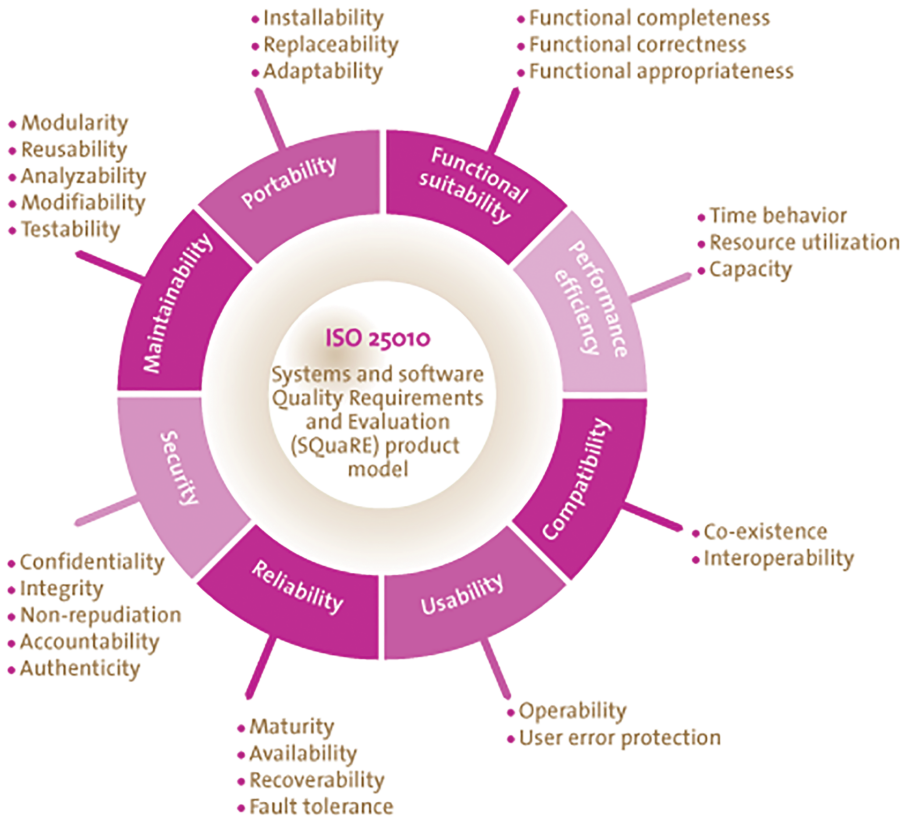 • Installability
• Replaceability
• Adaptability
• Functional completeness
• Functional correctness
• Functional appropriateness
• Modularity
• Reusability
• Analyzability
• Modifiability
• Testability
Portability
Functional
suitability
• Time behavior
• Resource utilization
• Capacity
Maintainability
Performance
efficiency
ISO 25010
Systems and software
Quality Requirements
and Evaluation
(SQuaRE) product
model
Security
Compatibility
• Co-existence
• Interoperability
• Confidentiality
• Integrity
• Non-repudiation
• Accountability
• Authenticity
Reliability
Usability
• Maturity
• Availability
• Recoverability
• Fault tolerance
• Operability
• User error protection